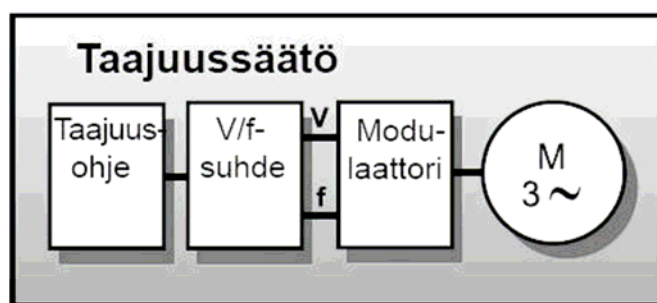 Taajuussäätö
Taajuus-
ohje
V/f-
suhde
V
f
Modu-
laattori
M
3 ~